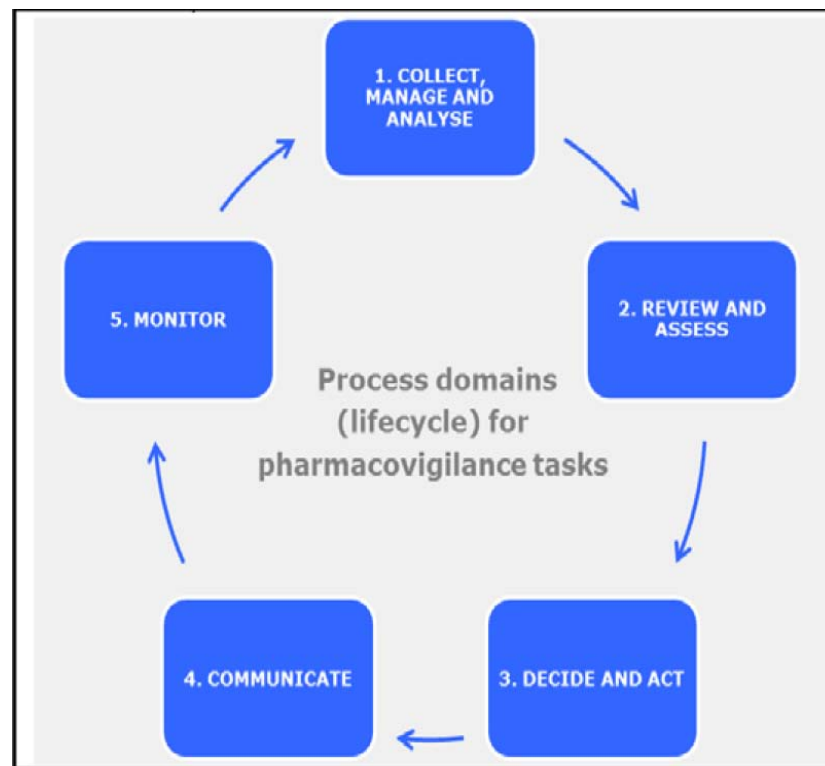 1. COLLECT,
MANAGE AND
ANALYSE
2. REVIEW AND
ASSESS
3. DECIDE AND ACT
4. COMMUNICATE
5. MONITOR
Process domains
(lifecycle) for
pharmacovigilance tasks